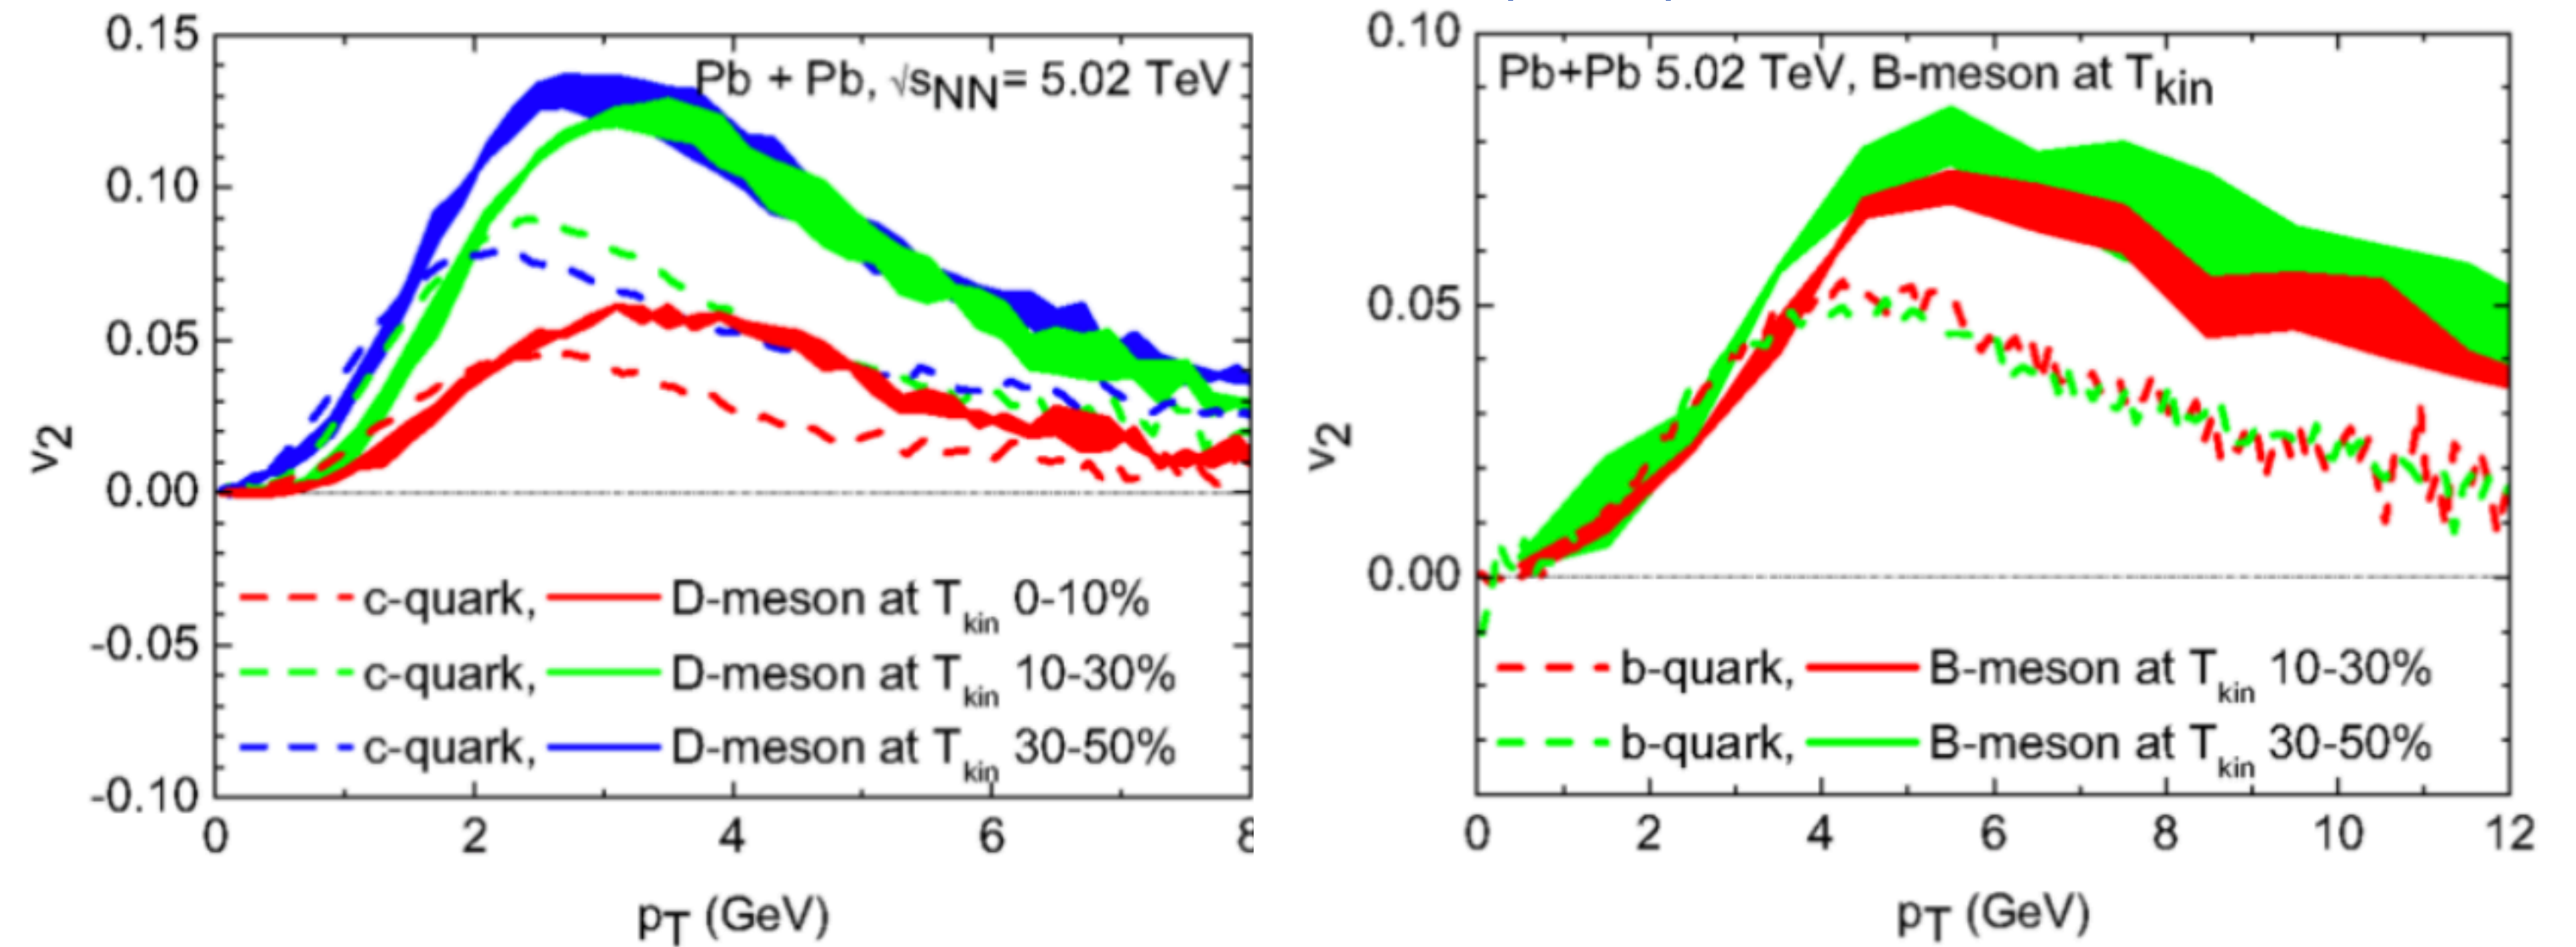 0.15
0.10
0.05
0.00
-0.05
-0.10
v2
Pb + Pb, √sNN= 5.02 TeV
c-quark, D-meson at Tkin 0-10%
c-quark, D-meson at Tkin 10-30%
c-quark, D-meson at Tkin 30-50%
0 2 4 6 8
pT (GeV)
0.10
0.05
0.00
v2
Pb+Pb 5.02 TeV, B-meson at Tkin
b-quark, B-meson at Tkin 10-30%
b-quark, B-meson at Tkin 30-50%
0 2 4 6 8 10 12
pT (GeV)